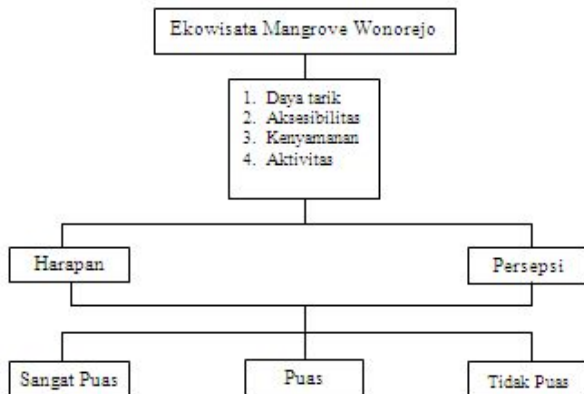 Ekowisata Mangrove Wonorejo
1. Daya tarik
2. Aksesibilitas
3. Kenyamanan
4. Aktivitas
Harapan
Persepsi
Sangat Puas
Puas
Tidak Puas